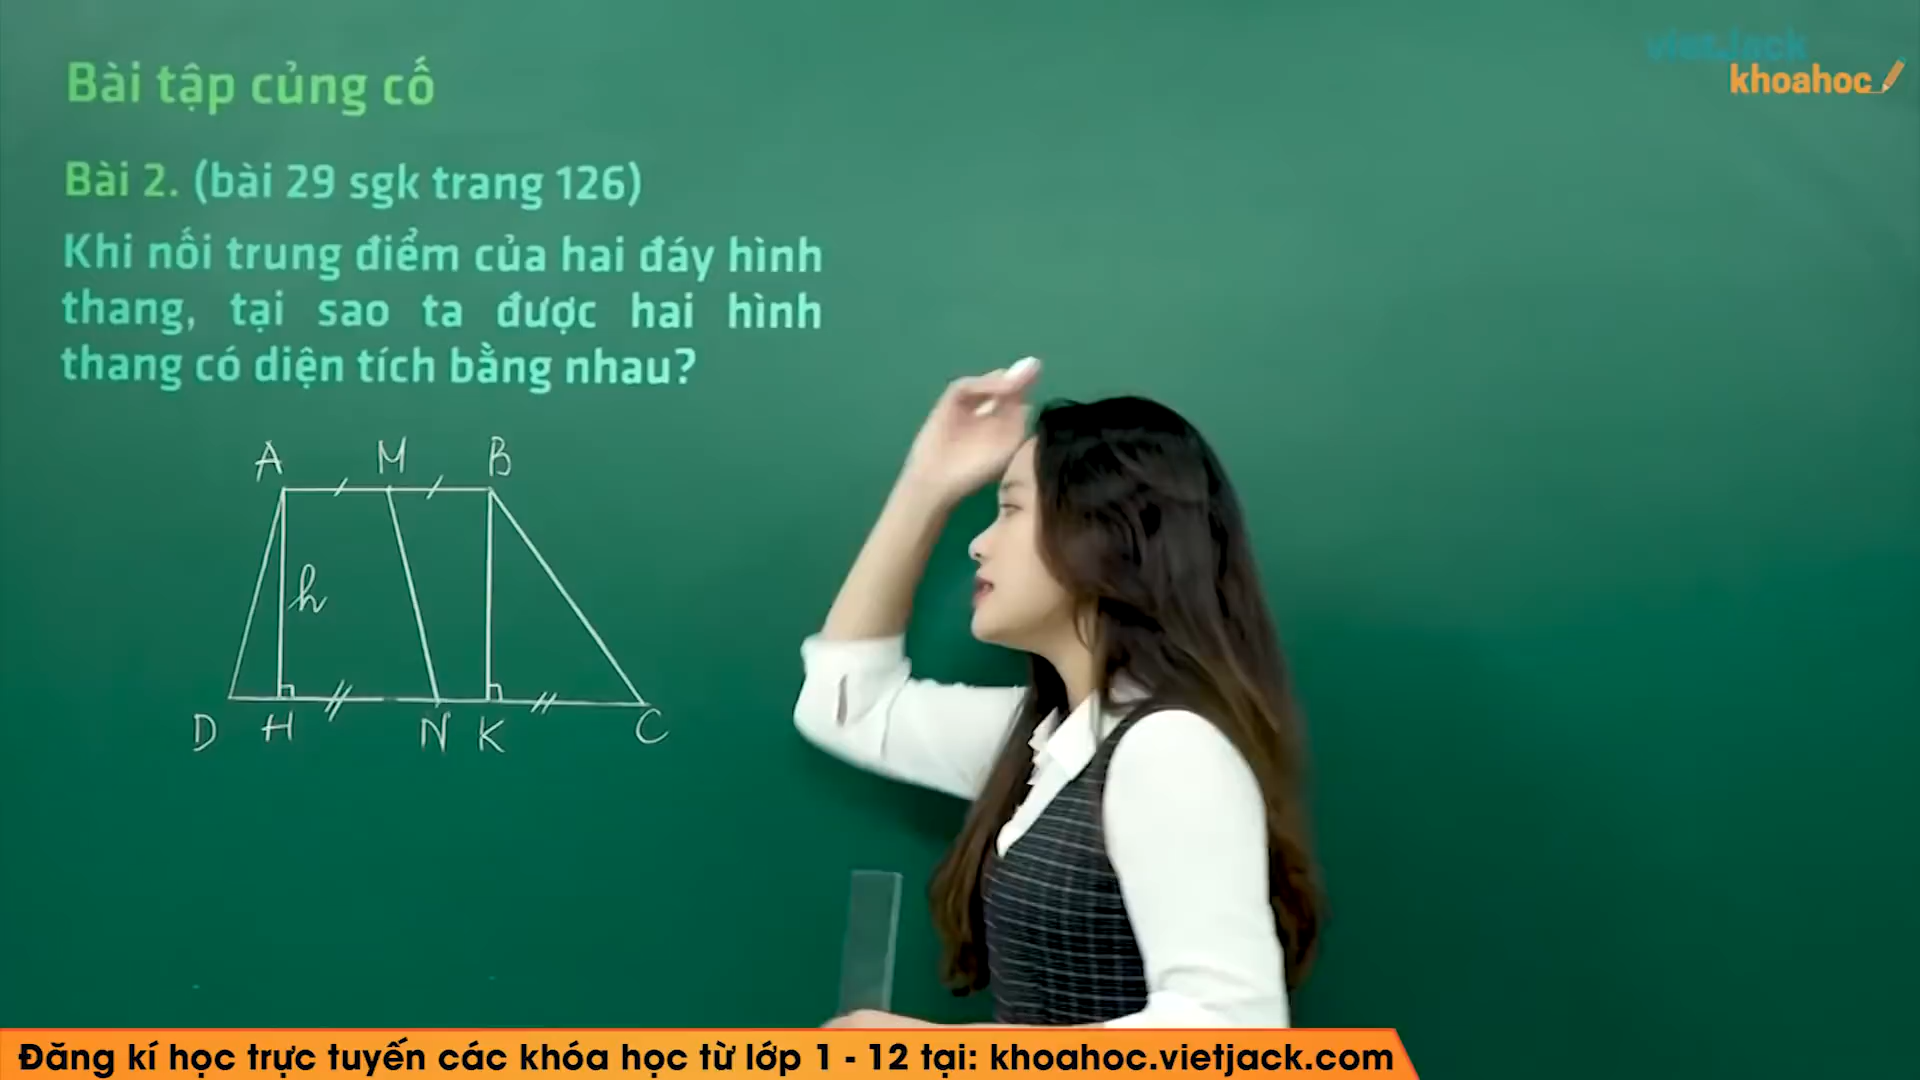 vietJack
khoahoc
Bài tập củng cố
Bài 2. (bài 29 sgk trang 126)
Khi nối trung điểm của hai đáy hình
thang, tại sao ta được hai hình
thang có diện tích bằng nhau?
A M B
h
D H N K C
Đăng kí học trực tuyến các khóa học từ lớp 1 - 12 tại: khoahoc.vietjack.com